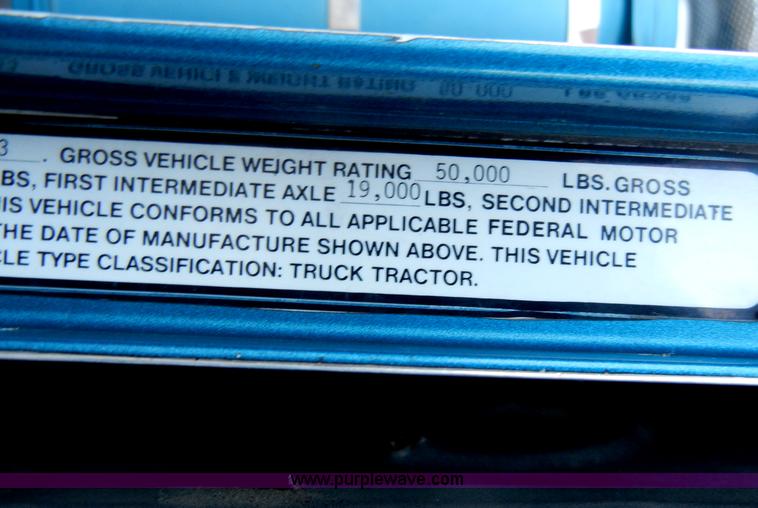 3 . GROSS VEHICLE WEIGHT RATING 50,000 LBS. GROSS
BS, FIRST INTERMEDIATE AXLE 19,000 LBS, SECOND INTERMEDIATE
IS VEHICLE CONFORMS TO ALL APPLICABLE FEDERAL MOTOR
THE DATE OF MANUFACTURE SHOWN ABOVE. THIS VEHICLE
CLE TYPE CLASSIFICATION: TRUCK TRACTOR.
www.purplewave.com